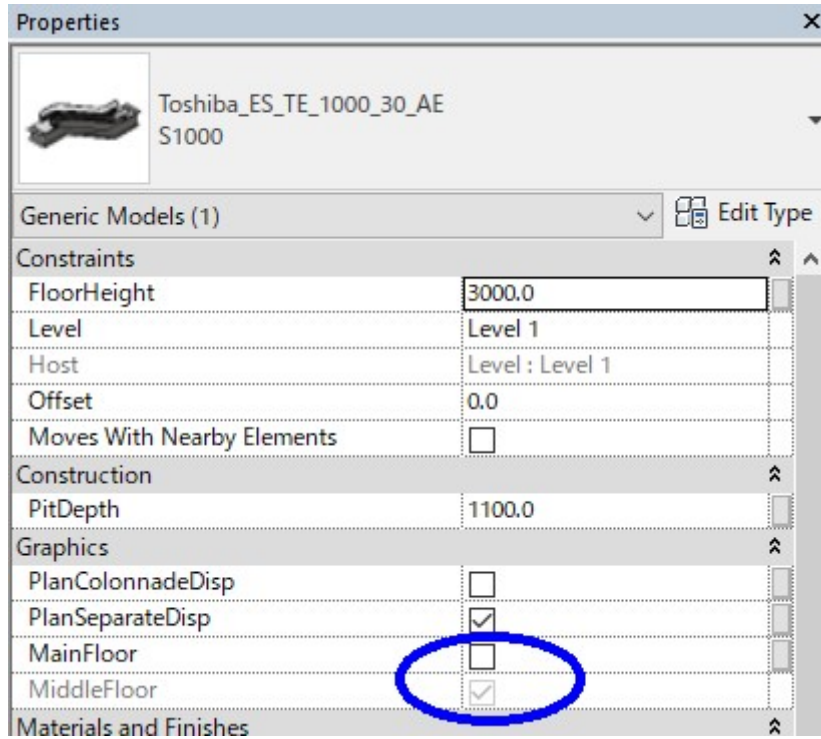 Properties
Toshiba_ES_TE_1000_30_AE
S1000
Generic Models (1) Edit Type
Constraints
FloorHeight 3000.0
Level Level 1
Host Level : Level 1
Offset 0.0
Moves With Nearby Elements
Construction
PitDepth 1100.0
Graphics
PlanColonnadeDisp
PlanSeparateDisp
MainFloor
MiddleFloor
Materials and Finishes